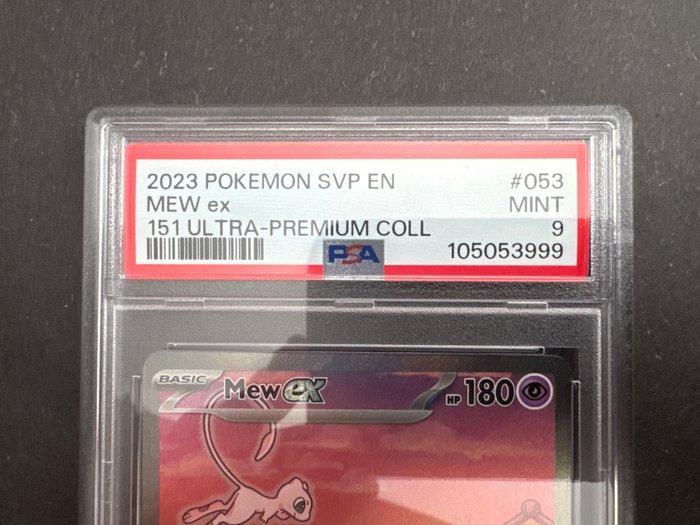 2023 POKEMON SVP EN #053
MEW ex MINT
151 ULTRA-PREMIUM COLL 9
PSA 105053999
BASIC Mew ex HP 180